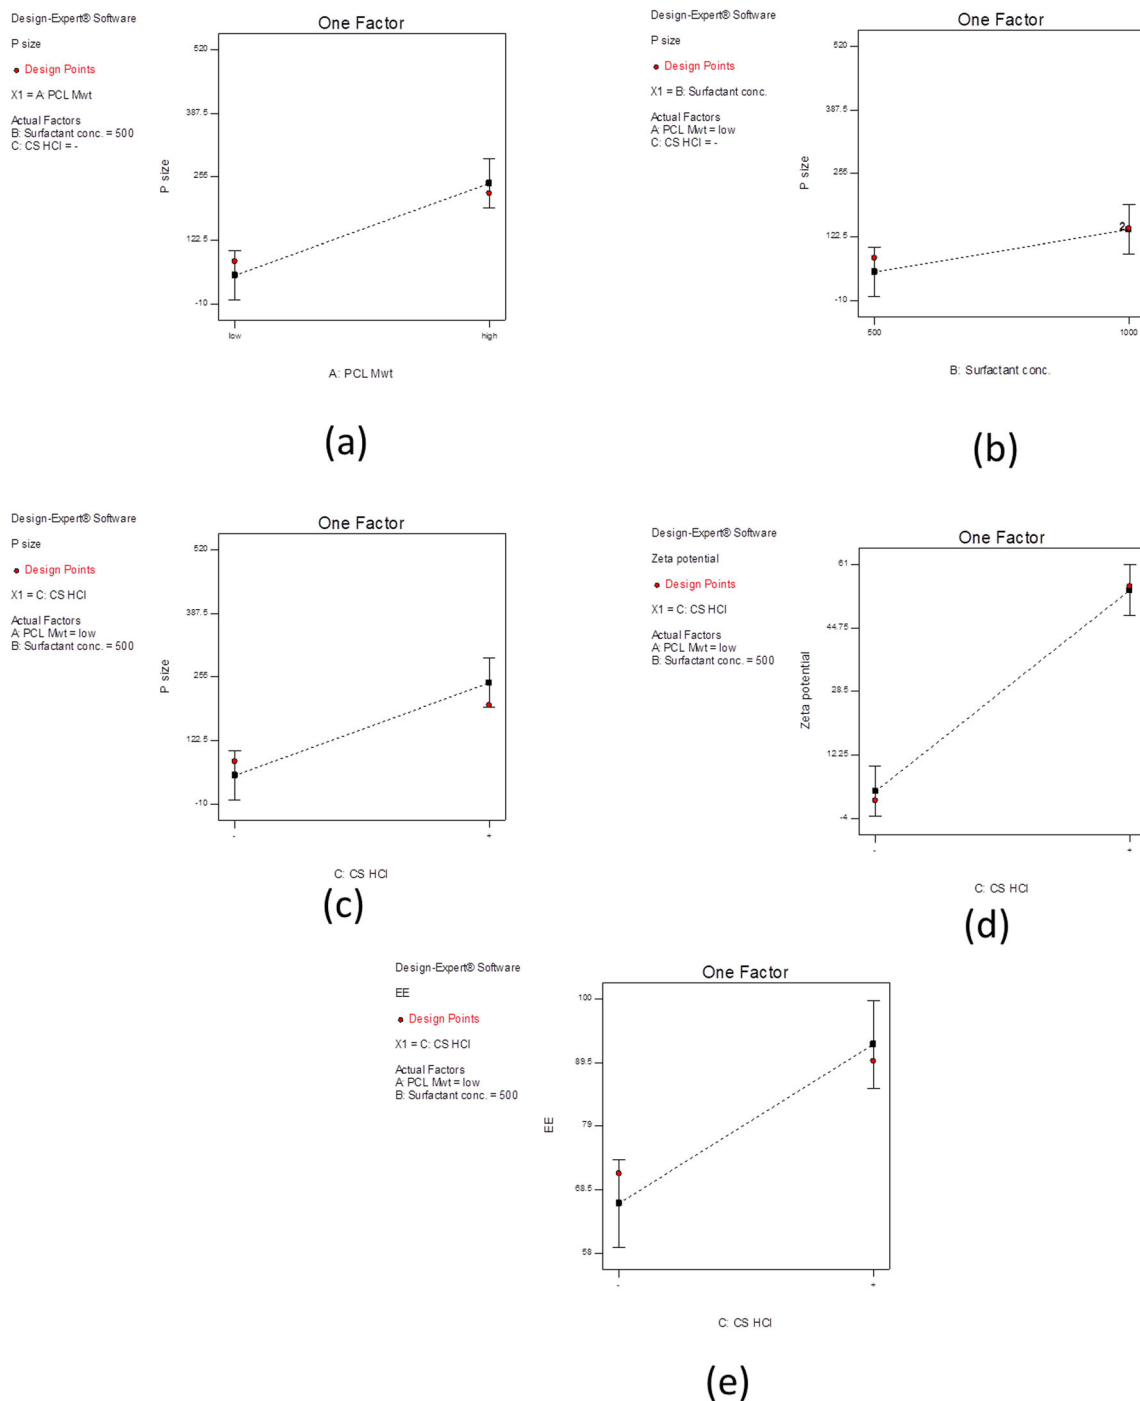 Design-Expert® Software
P size
Design Points
X1 = A: PCL Mwt
Actual Factors
B: Surfactant conc. = 500
C: CS HCl = -
One Factor
520
387.5
255
122.5
-10
P size
low
high
A: PCL Mwt
(a)
Design-Expert® Software
P size
Design Points
X1 = B: Surfactant conc.
Actual Factors
A: PCL Mwt = low
C: CS HCl = -
One Factor
520
387.5
255
122.5
-10
P size
2
500
1000
B: Surfactant conc.
(b)
Design-Expert® Software
P size
Design Points
X1 = C: CS HCl
Actual Factors
A: PCL Mwt = low
B: Surfactant conc. = 500
One Factor
520
387.5
255
122.5
-10
P size
-
+
C: CS HCl
(c)
Design-Expert® Software
Zeta potential
Design Points
X1 = C: CS HCl
Actual Factors
A: PCL Mwt = low
B: Surfactant conc. = 500
One Factor
61
44.75
28.5
12.25
-4
Zeta potential
-
+
C: CS HCl
(d)
Design-Expert® Software
EE
Design Points
X1 = C: CS HCl
Actual Factors
A: PCL Mwt = low
B: Surfactant conc. = 500
One Factor
100
89.5
79
68.5
58
EE
-
+
C: CS HCl
(e)